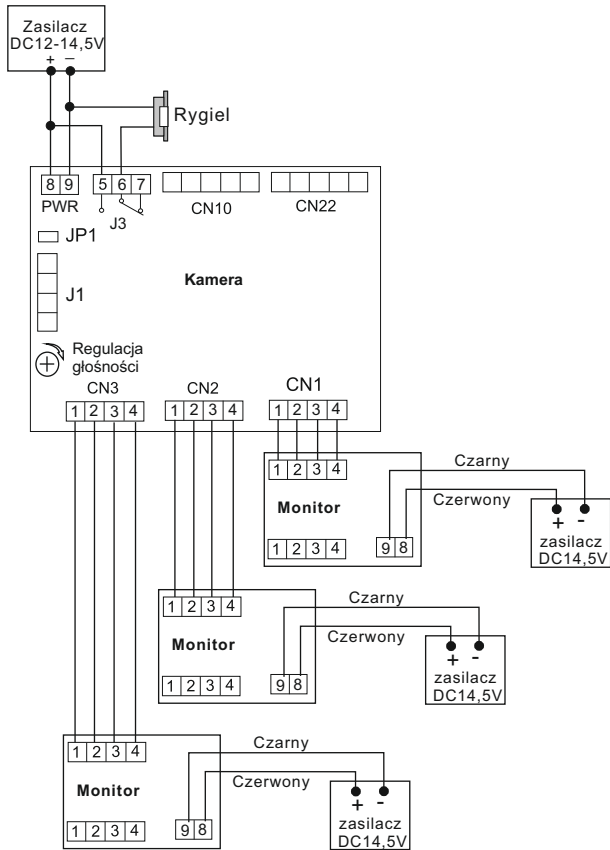 Zasilacz
DC12-14,5V
+ –
Rygiel
8 9
5 6 7
PWR
J3
CN10
CN22
JP1
J1
Kamera
Regulacja
głośności
CN3
CN2
CN1
1 2 3 4
1 2 3 4
1 2 3 4
1 2 3 4
Monitor
1 2 3 4
9 8
Czarny
Czerwony
+ -
zasilacz
DC14,5V
1 2 3 4
Monitor
1 2 3 4
9 8
Czarny
Czerwony
+ -
zasilacz
DC14,5V
1 2 3 4
Monitor
1 2 3 4
9 8
Czarny
Czerwony
+ -
zasilacz
DC14,5V